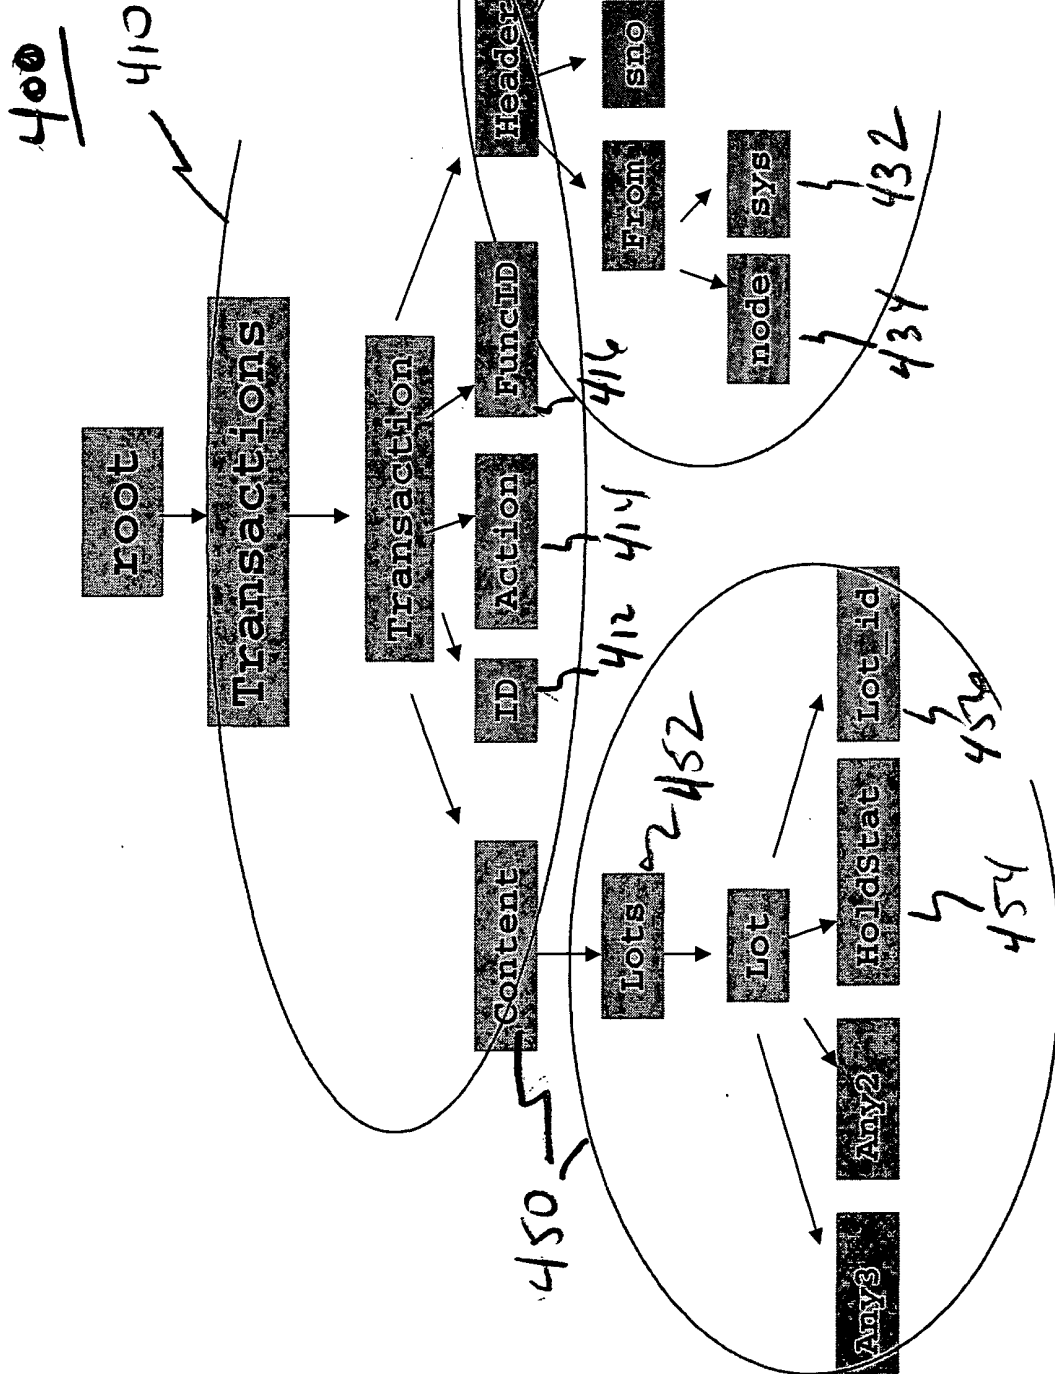 400
410
root
Transactions
Transaction
Content
ID
Action
FuncID
Header
450
412
414
416
Lots
452
From
sno
Lot
node
sys
434
432
Any3
Any2
HoldStat
Lot_id
454